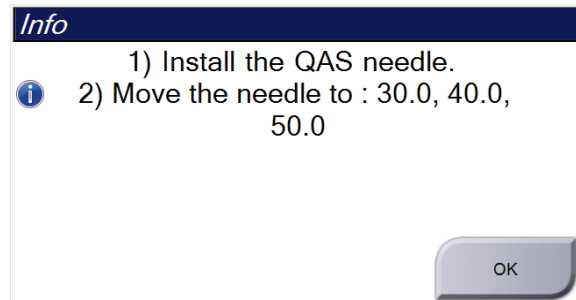 Info
1) Install the QAS needle.
2) Move the needle to : 30.0, 40.0,
50.0
OK